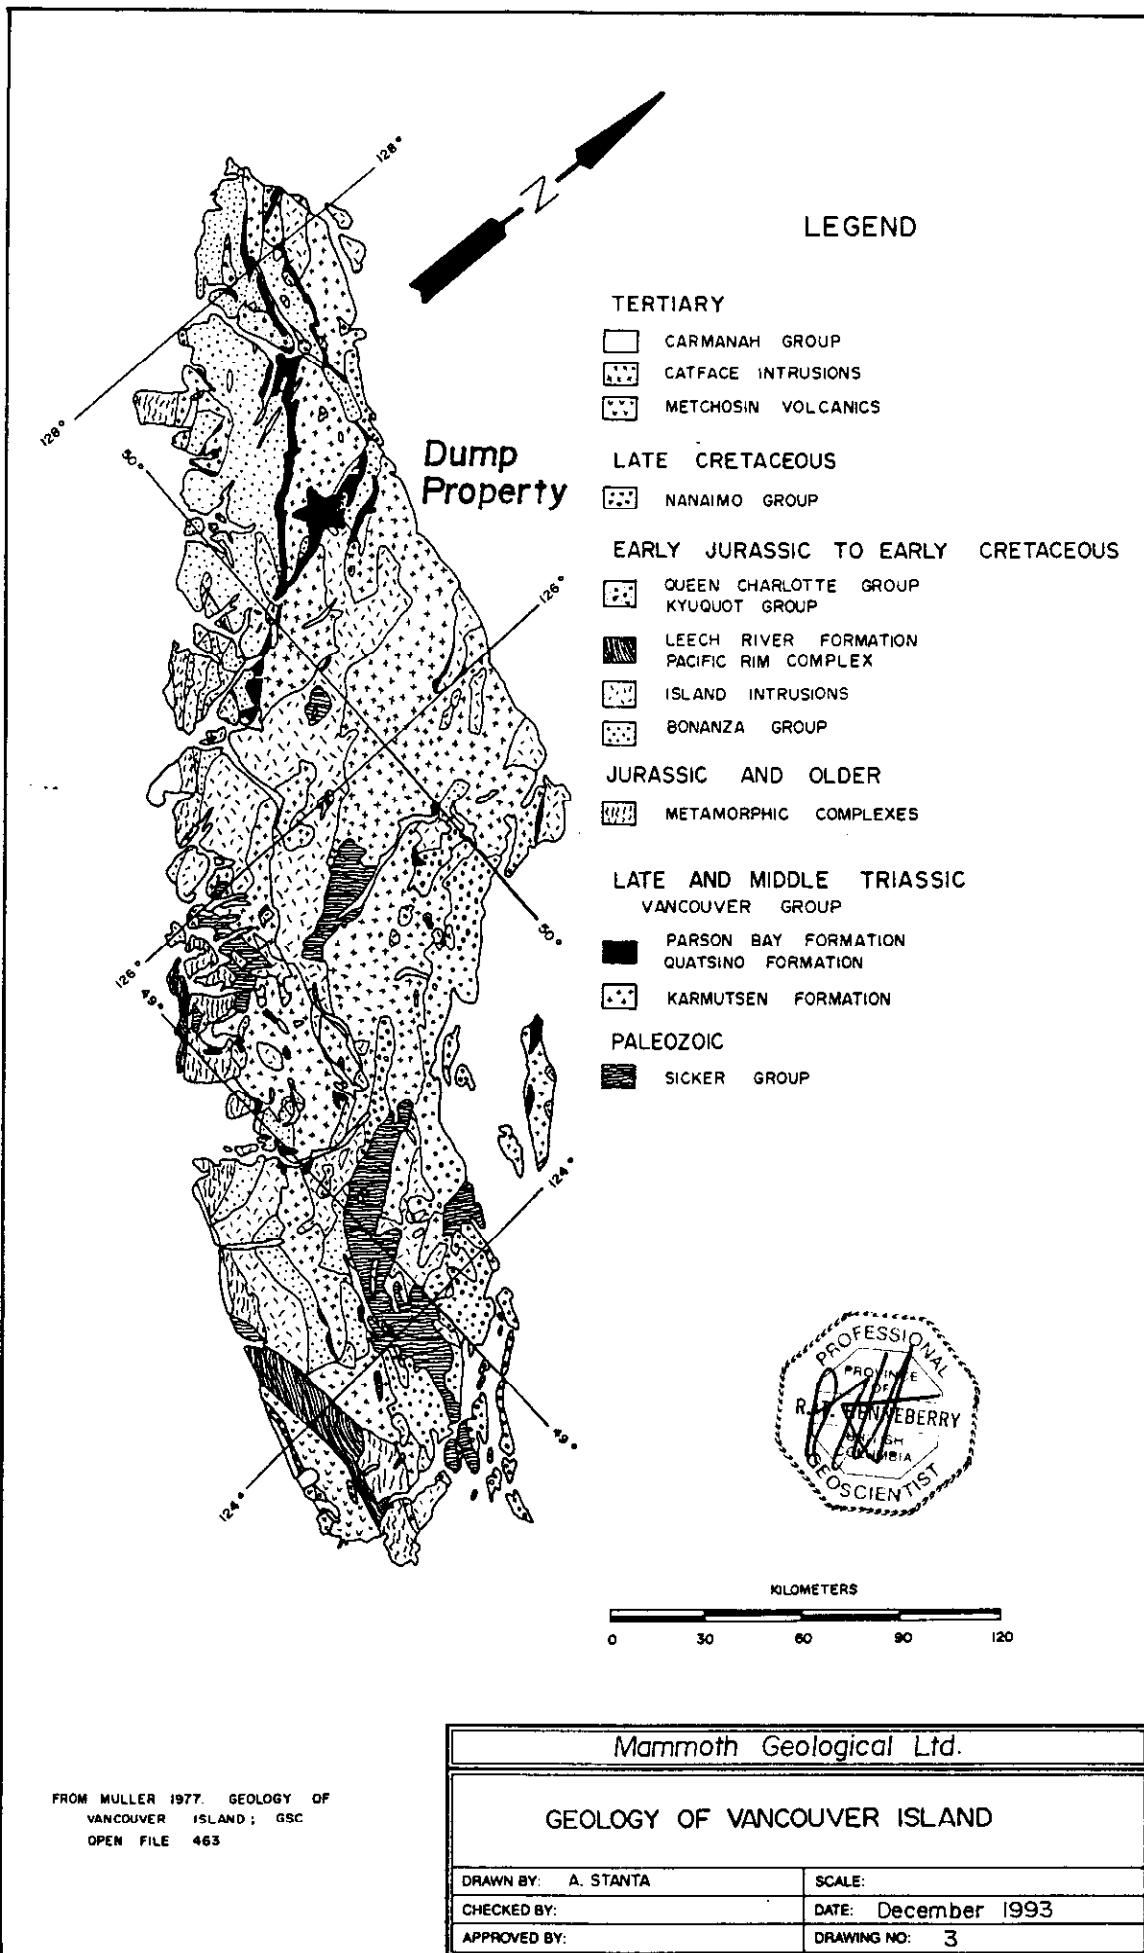 128°
N
LEGEND
TERTIARY
CARMANAH GROUP
CATFACE INTRUSIONS
METCHOSIN VOLCANICS
128°
50°
Dump
Property
LATE CRETACEOUS
NANAIMO GROUP
EARLY JURASSIC TO EARLY CRETACEOUS
QUEEN CHARLOTTE GROUP
KYUQUOT GROUP
LEECH RIVER FORMATION
PACIFIC RIM COMPLEX
ISLAND INTRUSIONS
BONANZA GROUP
126°
JURASSIC AND OLDER
METAMORPHIC COMPLEXES
LATE AND MIDDLE TRIASSIC
VANCOUVER GROUP
PARSON BAY FORMATION
QUATSINO FORMATION
KARMUTSEN FORMATION
PALEOZOIC
SICKER GROUP
50°
126°
49°
124°
49°
124°
PROFESSIONAL
PROVINCE
OF
HENNEBERRY
BRITISH
COLUMBIA
GEOSCIENTIST
KILOMETERS
0 30 60 90 120
FROM MULLER 1977. GEOLOGY OF
VANCOUVER ISLAND; GSC
OPEN FILE 463
Mammoth Geological Ltd.
GEOLOGY OF VANCOUVER ISLAND
DRAWN BY: A. STANTA
SCALE:
CHECKED BY:
DATE: December 1993
APPROVED BY:
DRAWING NO: 3